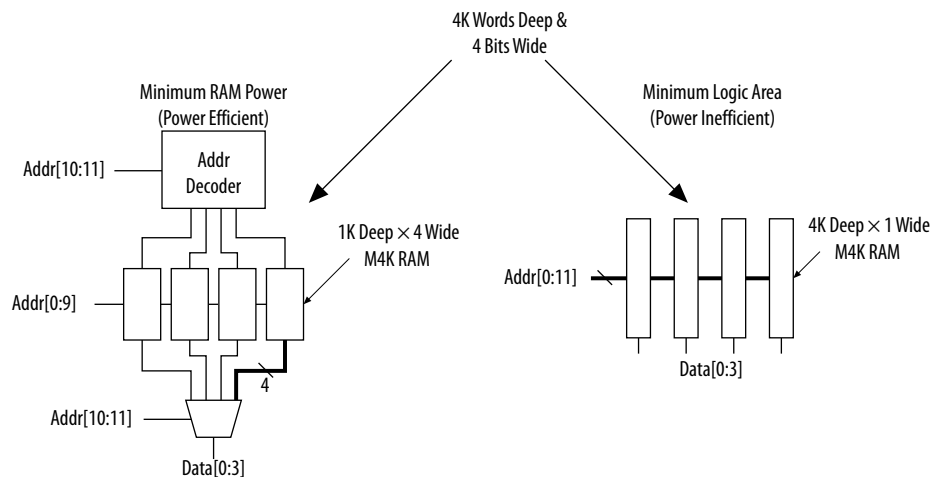 4K Words Deep &
4 Bits Wide
Minimum RAM Power
(Power Efficient)
Addr[10:11]
Addr
Decoder
1K Deep × 4 Wide
M4K RAM
Addr[0:9]
4
Addr[10:11]
Data[0:3]
Minimum Logic Area
(Power Inefficient)
4K Deep × 1 Wide
M4K RAM
Addr[0:11]
Data[0:3]